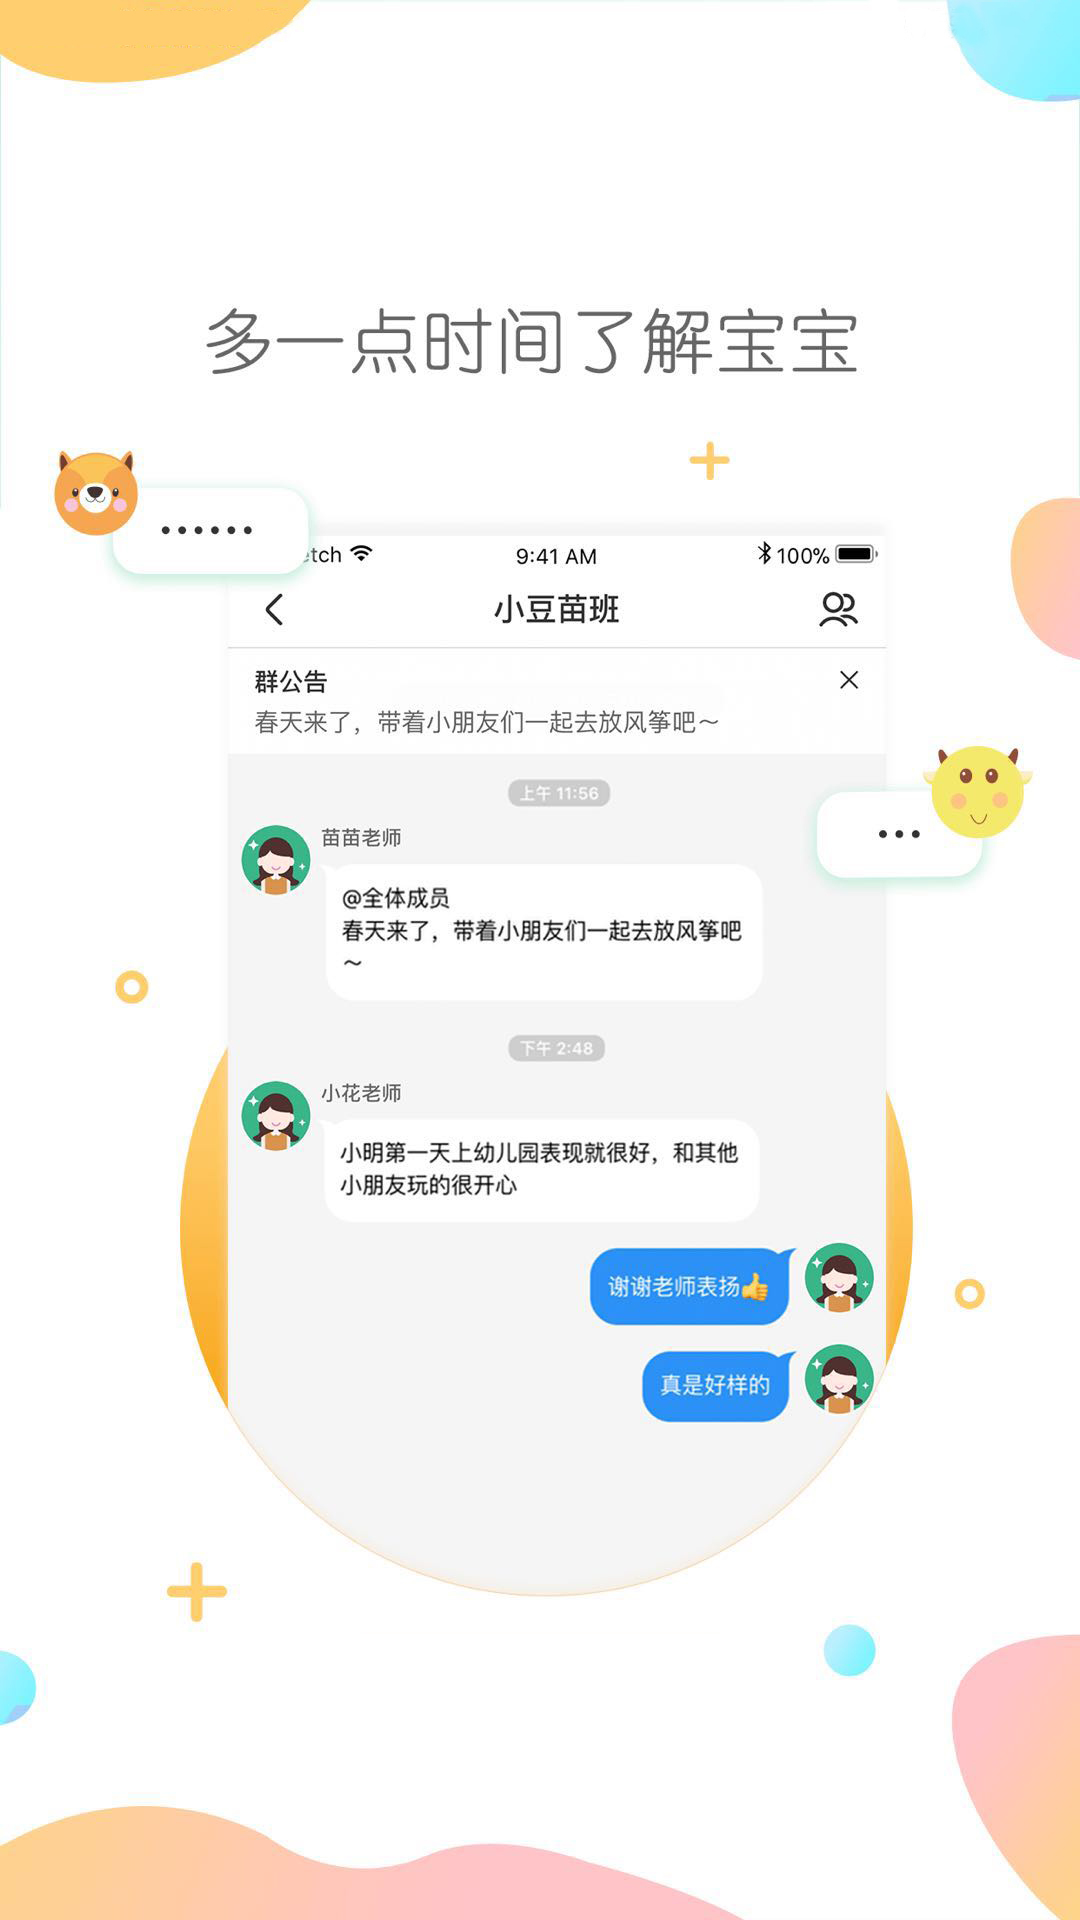 多一点时间了解宝宝
etch 9:41 AM 100%
小豆苗班
群公告
春天来了，带着小朋友们一起去放风筝吧～
上午 11:56
苗苗老师
@全体成员
春天来了，带着小朋友们一起去放风筝吧
～
下午 2:48
小花老师
小明第一天上幼儿园表现就很好，和其他
小朋友玩的很开心
谢谢老师表扬👍
真是好样的